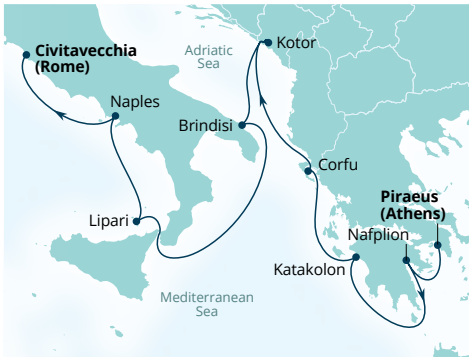 Civitavecchia
(Rome)
Adriatic
Sea
Kotor
Naples
Brindisi
Corfu
Piraeus
(Athens)
Lipari
Nafplion
Katakolon
Mediterranean
Sea